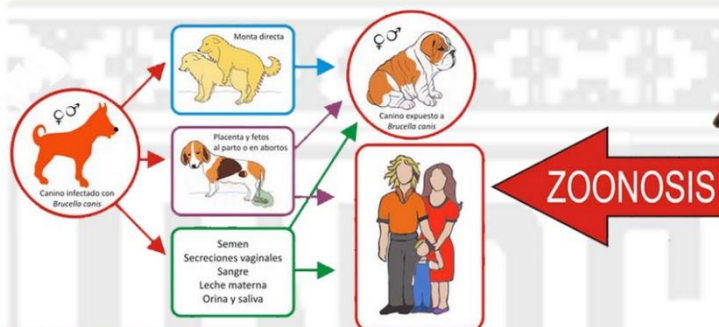 Monta directa
Canino expuesto a
Brucella canis
Placenta y fetos
al parto o en abortos
Canino infectado con
Brucella canis
ZOONOSIS
Semen
Secreciones vaginales
Sangre
Leche materna
Orina y saliva